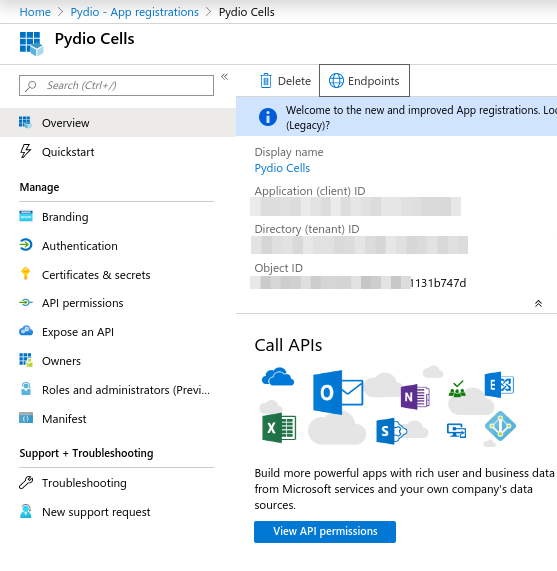 Home > Pydio - App registrations > Pydio Cells
Pydio Cells
Search (Ctrl+/)
«
Overview
Quickstart
Manage
Branding
Authentication
Certificates & secrets
API permissions
Expose an API
Owners
Roles and administrators (Previ...
Manifest
Support + Troubleshooting
Troubleshooting
New support request
Delete
Endpoints
Welcome to the new and improved App registrations. Loo
(Legacy)?
Display name
Pydio Cells
Application (client) ID
Directory (tenant) ID
Object ID
1131b747d
Call APIs
Build more powerful apps with rich user and business data
from Microsoft services and your own company's data
sources.
View API permissions